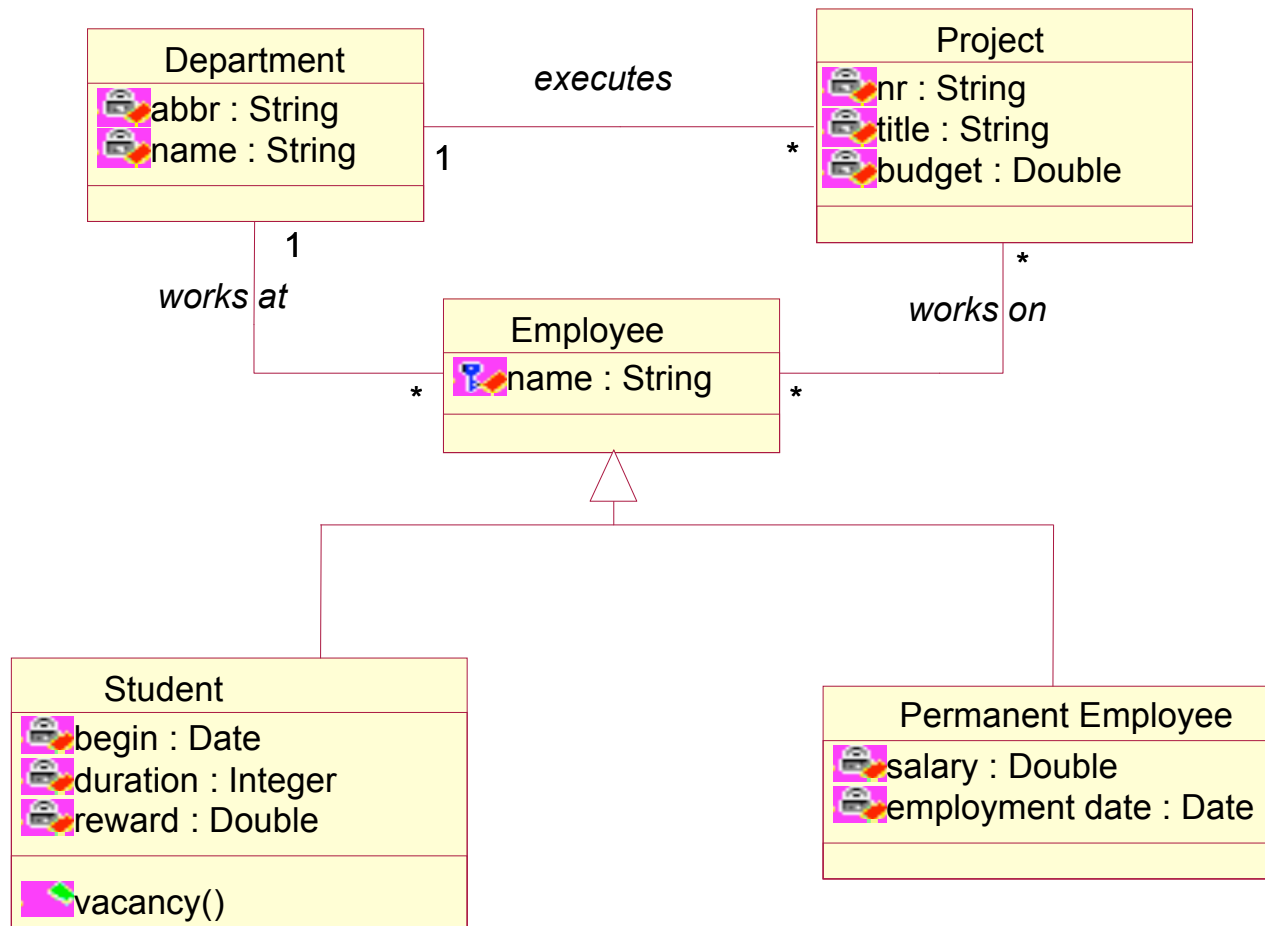 Department
abbr : String
name : String
executes
1
*
Project
nr : String
title : String
budget : Double
1
works at
*
works on
*
Employee
name : String
*
Student
begin : Date
duration : Integer
reward : Double
vacancy()
Permanent Employee
salary : Double
employment date : Date